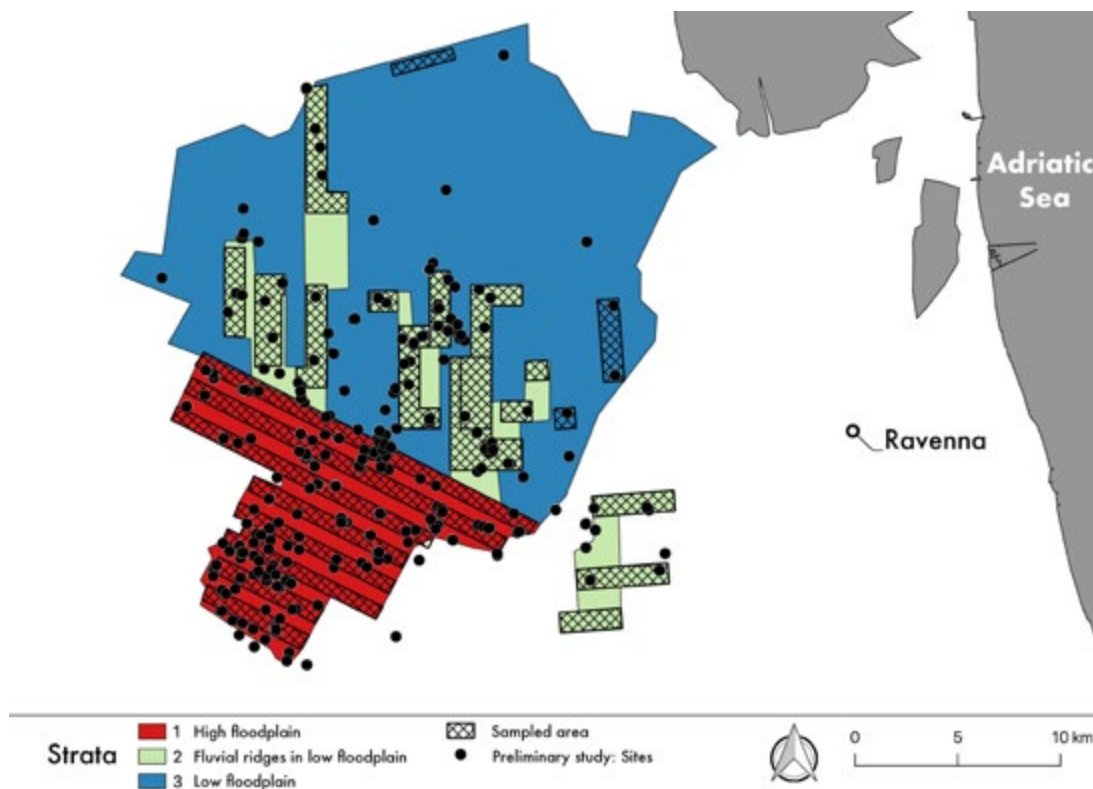 Adriatic
Sea
Ravenna
Strata
1 High floodplain
2 Fluvial ridges in low floodplain
3 Low floodplain
Sampled area
Preliminary study: Sites
0 5 10 km